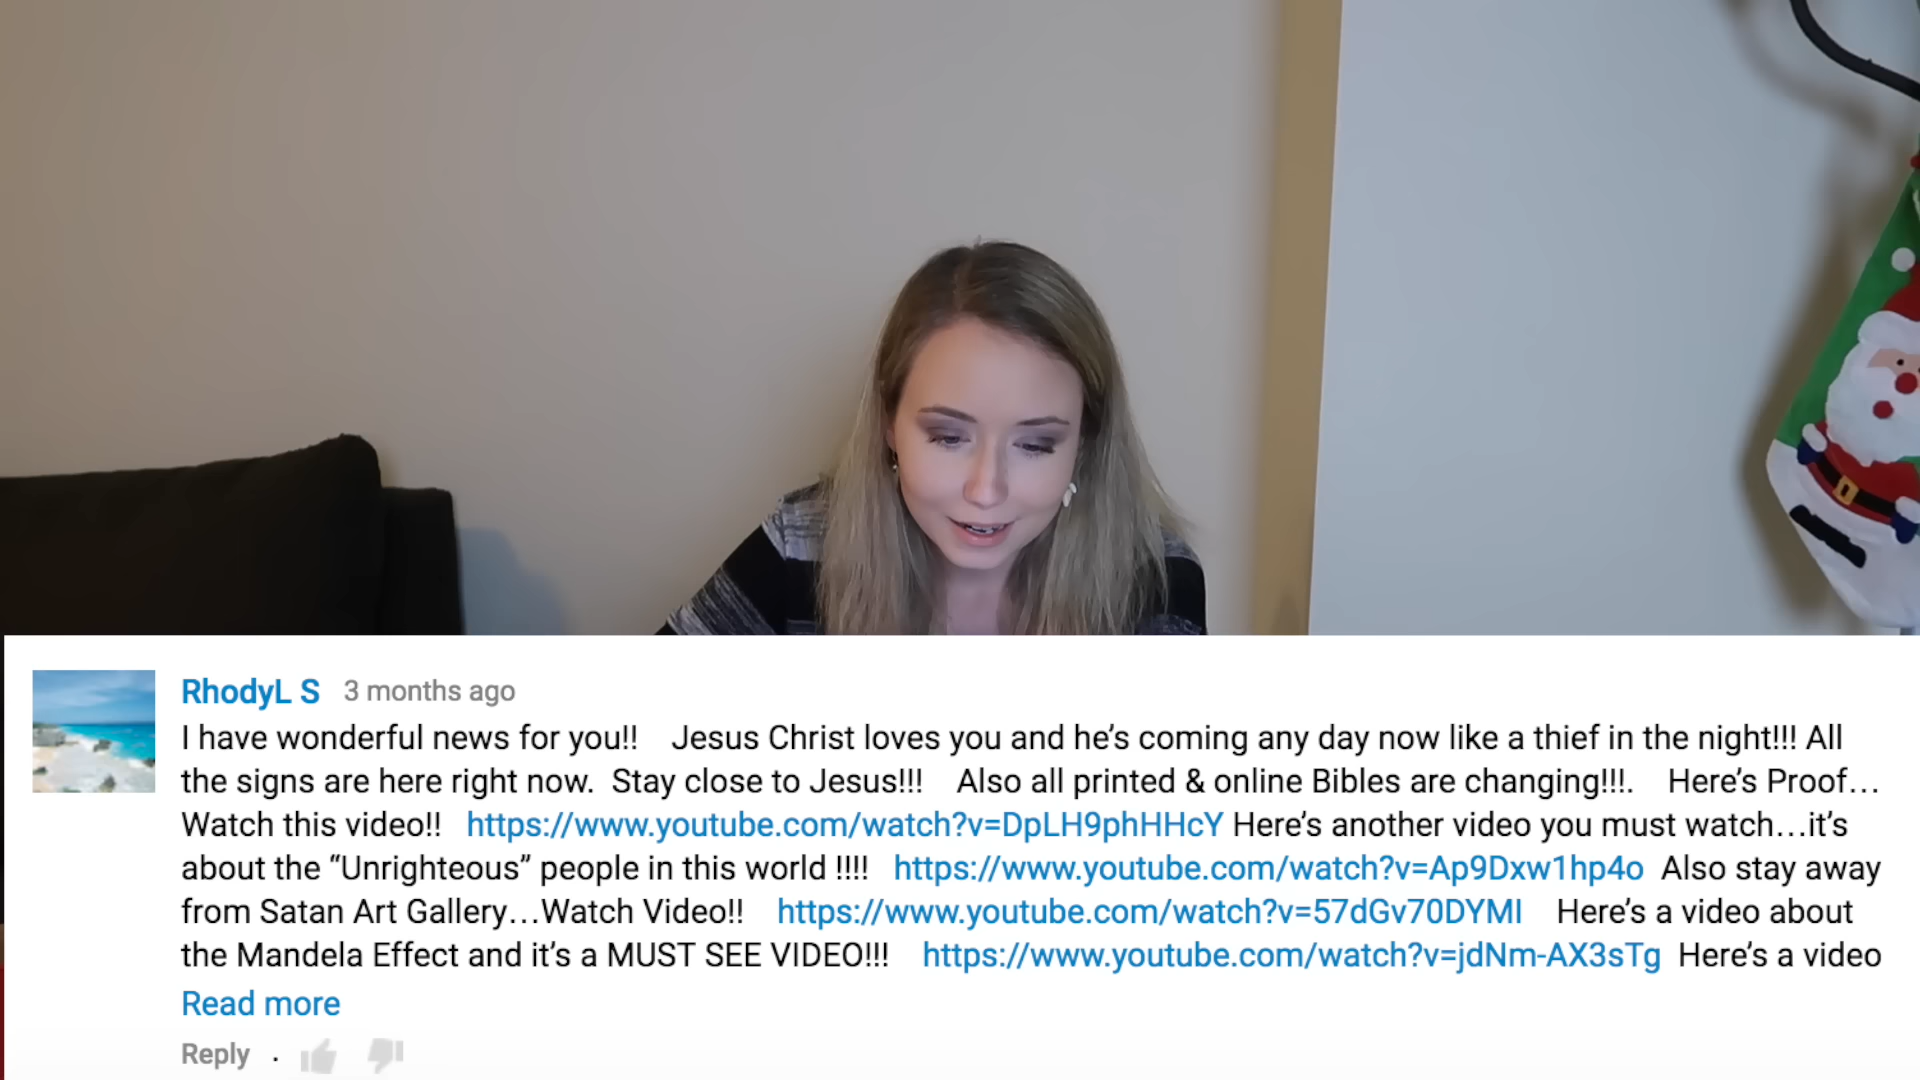 RhodyL S 3 months ago
I have wonderful news for you!! Jesus Christ loves you and he’s coming any day now like a thief in the night!!! All
the signs are here right now. Stay close to Jesus!!! Also all printed & online Bibles are changing!!!. Here’s Proof…
Watch this video!! https://www.youtube.com/watch?v=DpLH9phHHcY Here’s another video you must watch…it’s
about the “Unrighteous” people in this world !!!! https://www.youtube.com/watch?v=Ap9Dxw1hp4o Also stay away
from Satan Art Gallery…Watch Video!! https://www.youtube.com/watch?v=57dGv70DYMI Here’s a video about
the Mandela Effect and it’s a MUST SEE VIDEO!!! https://www.youtube.com/watch?v=jdNm-AX3sTg Here’s a video
Read more
Reply ·